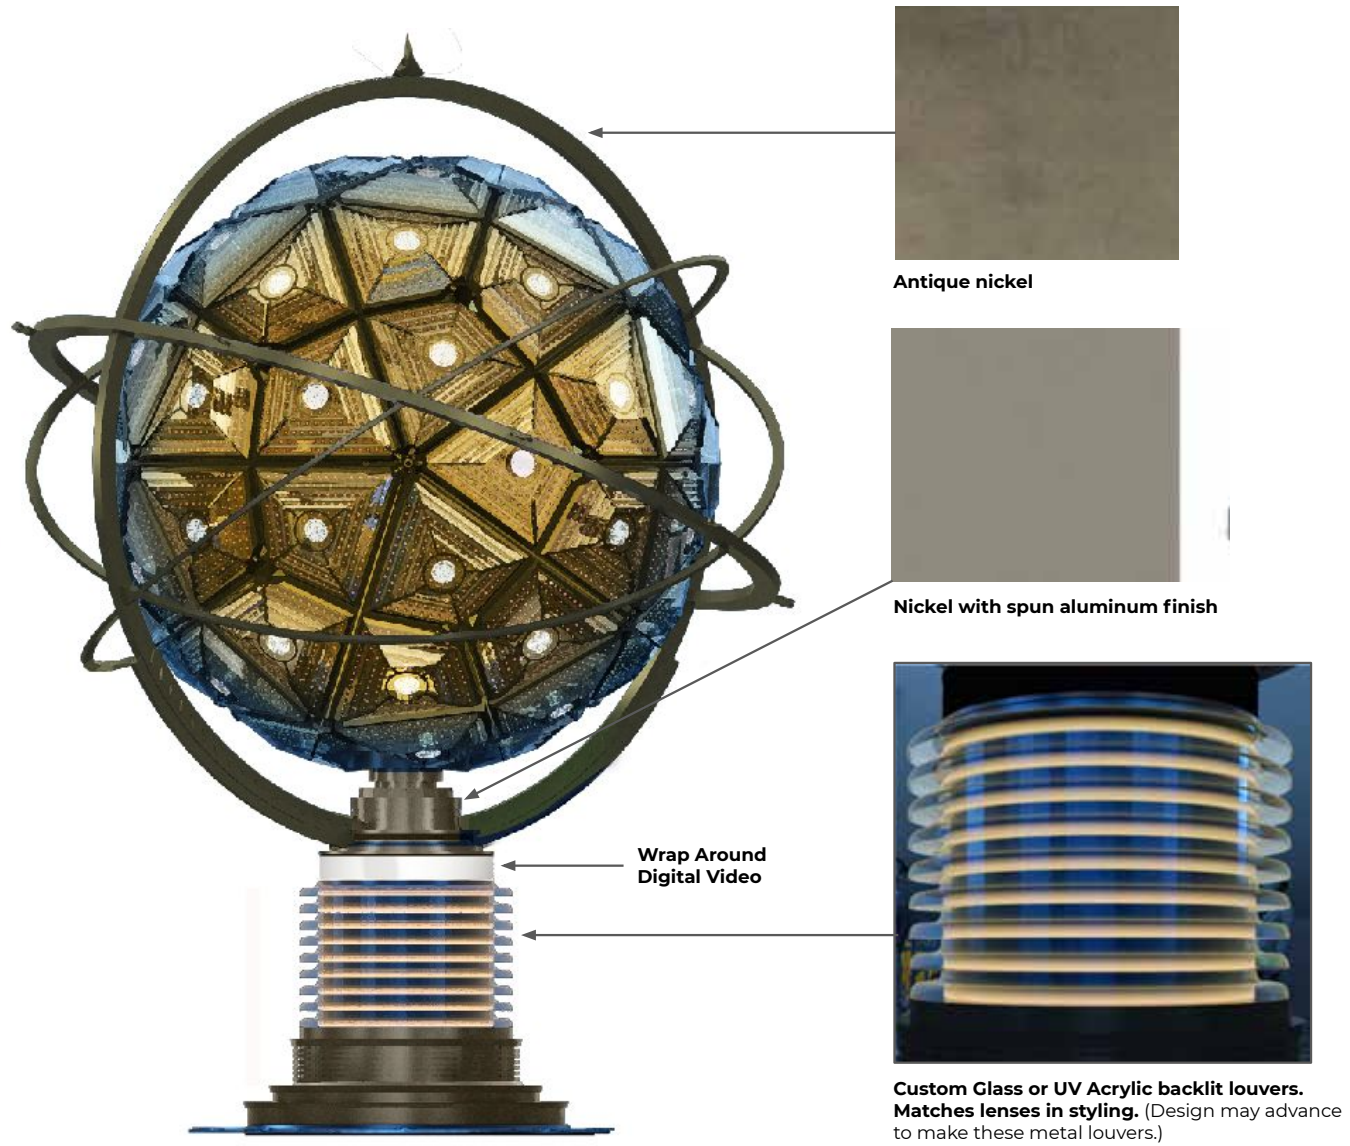 Antique nickel
Nickel with spun aluminum finish
Wrap Around
Digital Video
Custom Glass or UV Acrylic backlit louvers.
Matches lenses in styling. (Design may advance
to make these metal louvers.)